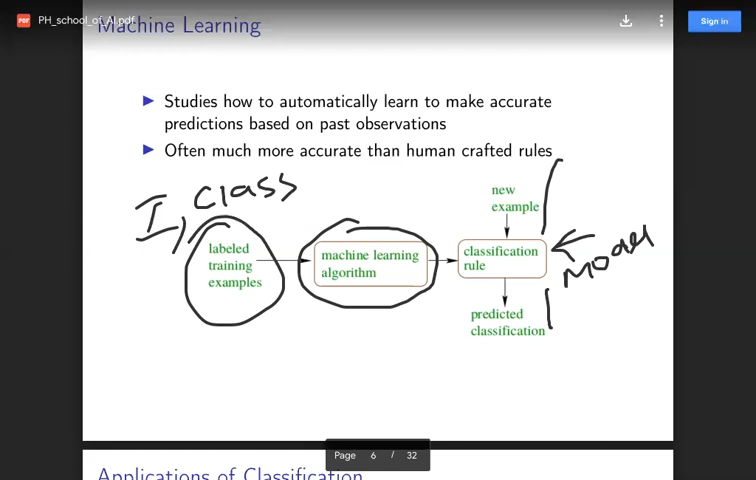 PDF PH_school_of_AI.pdf
Sign in
Machine Learning
Studies how to automatically learn to make accurate
predictions based on past observations
Often much more accurate than human crafted rules
I, class
labeled
training
examples
machine learning
algorithm
new
example
classification
rule
Model
predicted
classification
Page 6 / 32
Applications of Classification